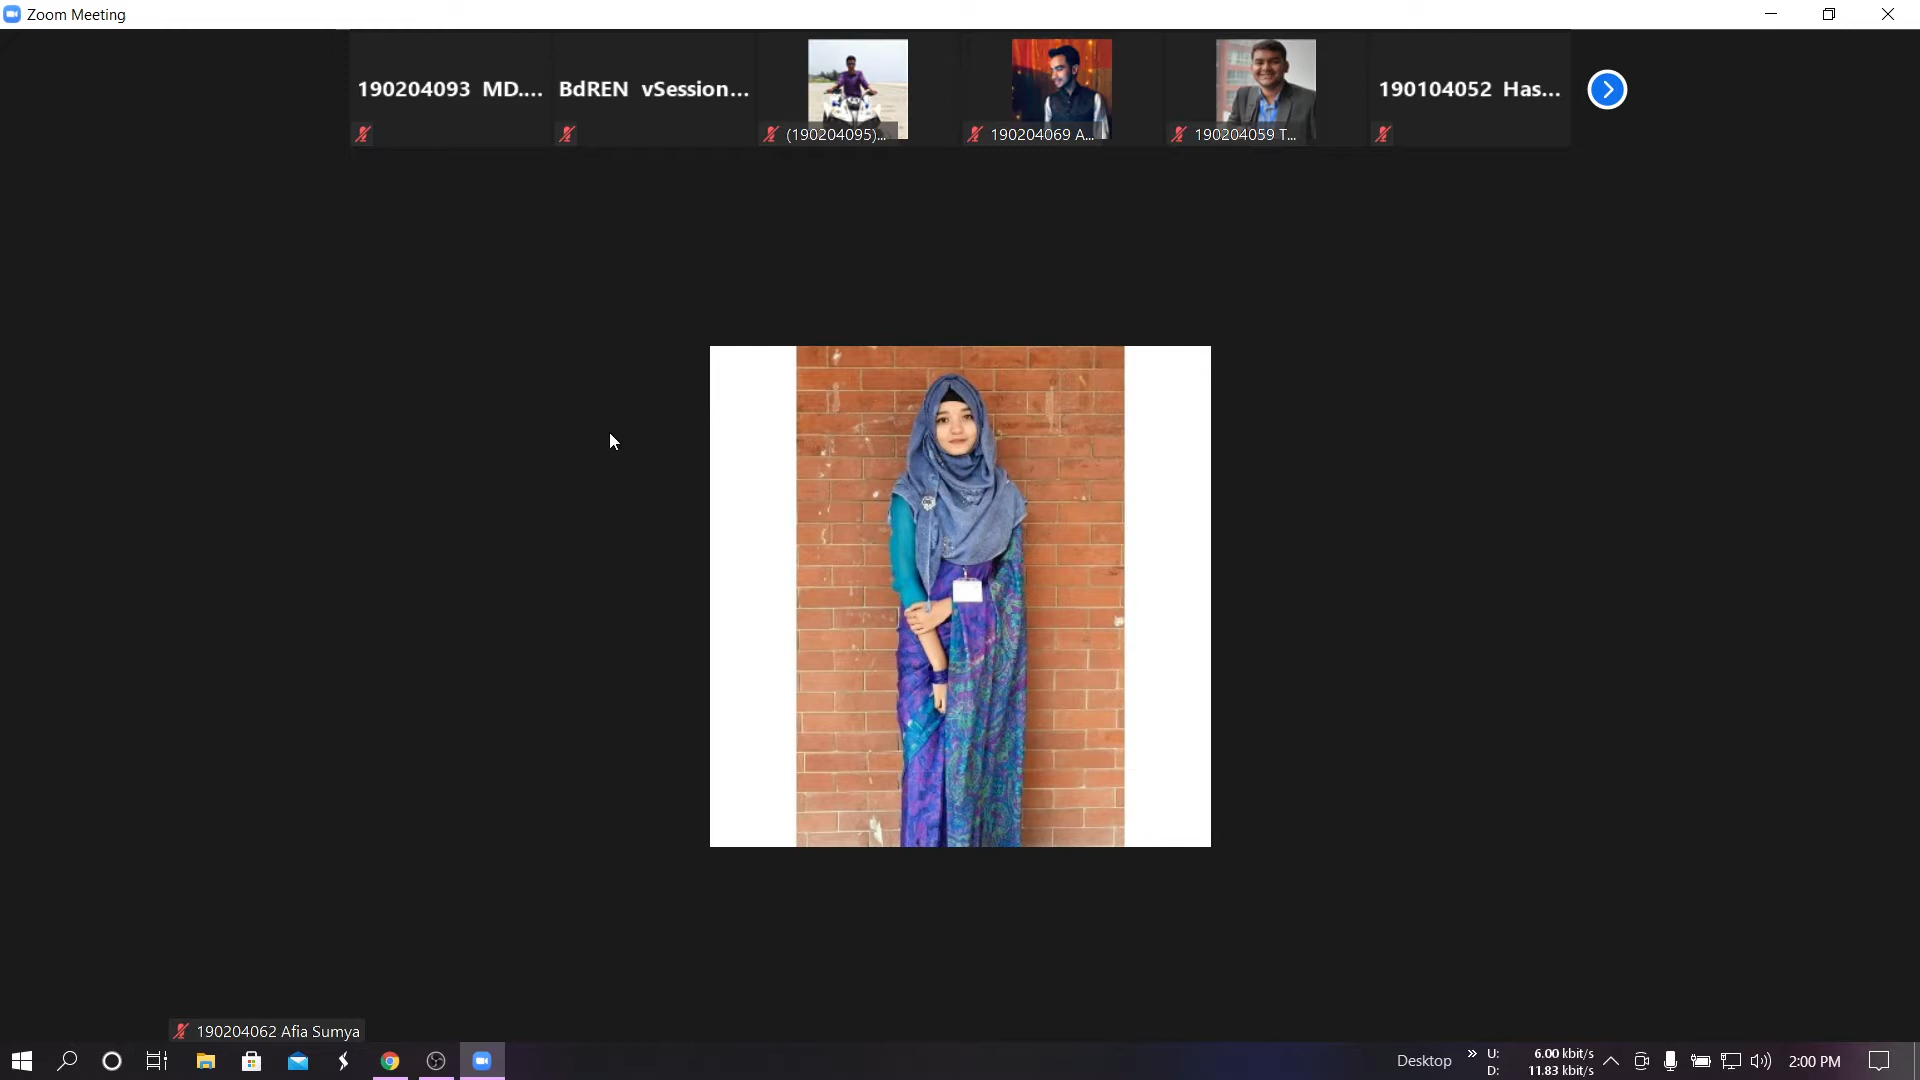 Zoom Meeting
190204093 MD....
BdREN vSession...
(190204095)...
190204069 A...
190204059 T...
190104052 Has...
190204062 Afia Sumya
Desktop
»
U: 6.00 kbit/s
D: 11.83 kbit/s
2:00 PM